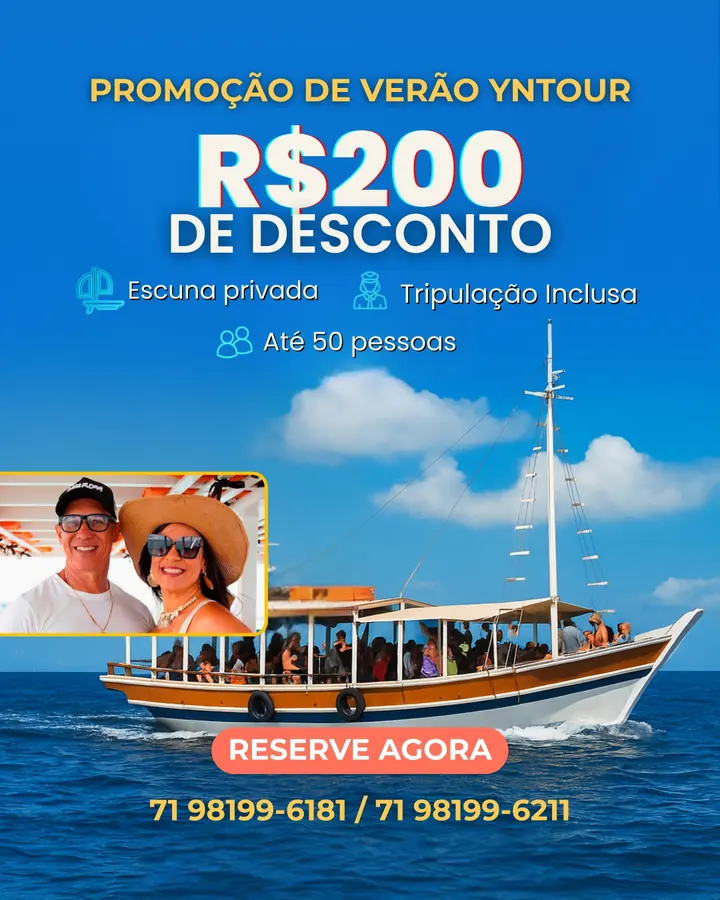 PROMOÇÃO DE VERÃO YNTOUR
R$200
DE DESCONTO
Escuna privada
Tripulação Inclusa
Até 50 pessoas
RESERVE AGORA
71 98199-6181 / 71 98199-6211